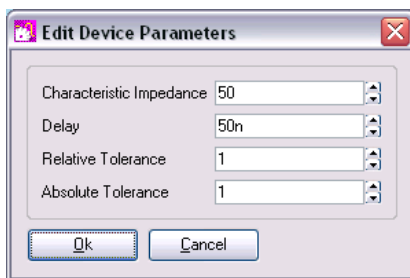 Edit Device Parameters
Characteristic Impedance 50
Delay 50n
Relative Tolerance 1
Absolute Tolerance 1
Ok Cancel